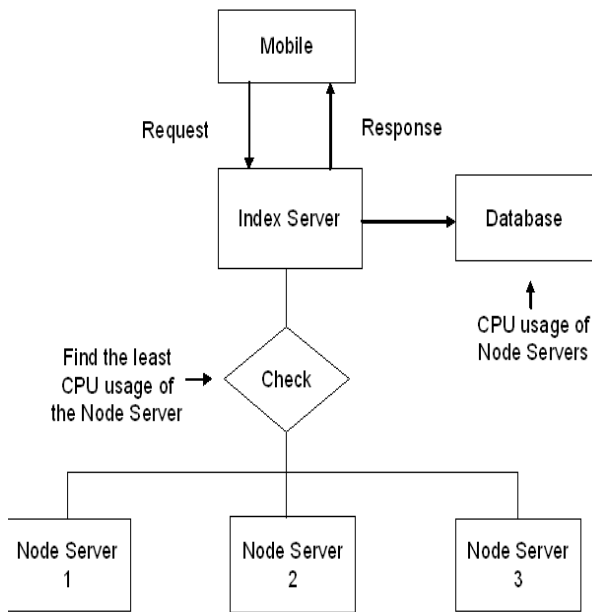 Mobile
Request
Response
Index Server
Database
CPU usage of
Node Servers
Find the least
CPU usage of
the Node Server
Check
Node Server
1
Node Server
2
Node Server
3